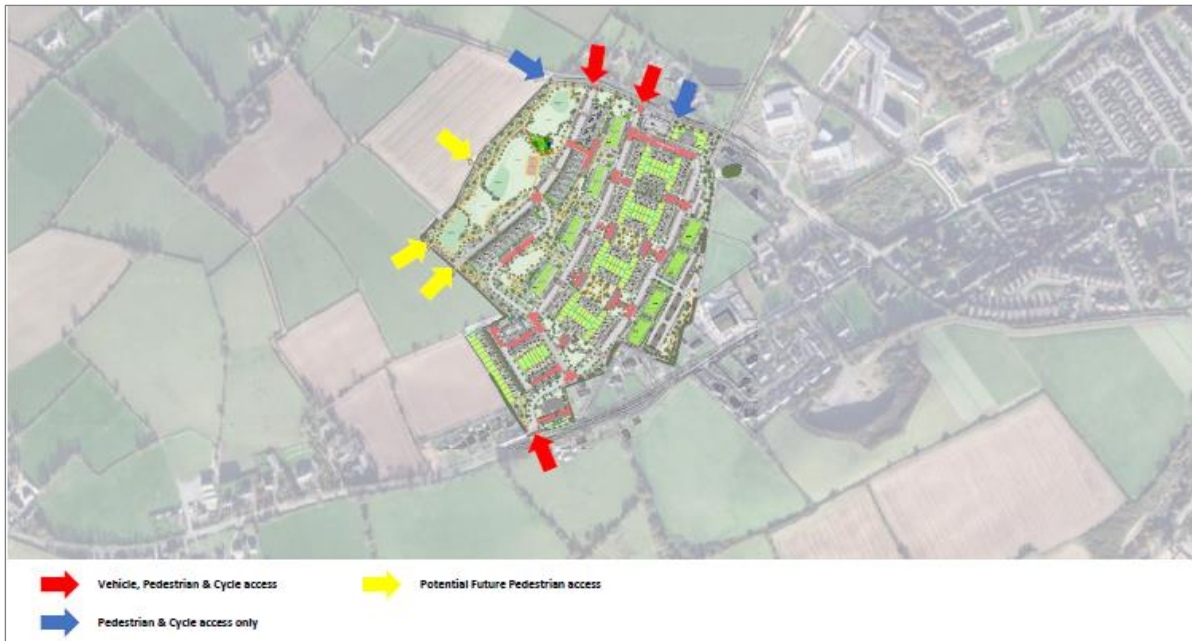 Vehicle, Pedestrian & Cycle access
Potential Future Pedestrian access
Pedestrian & Cycle access only